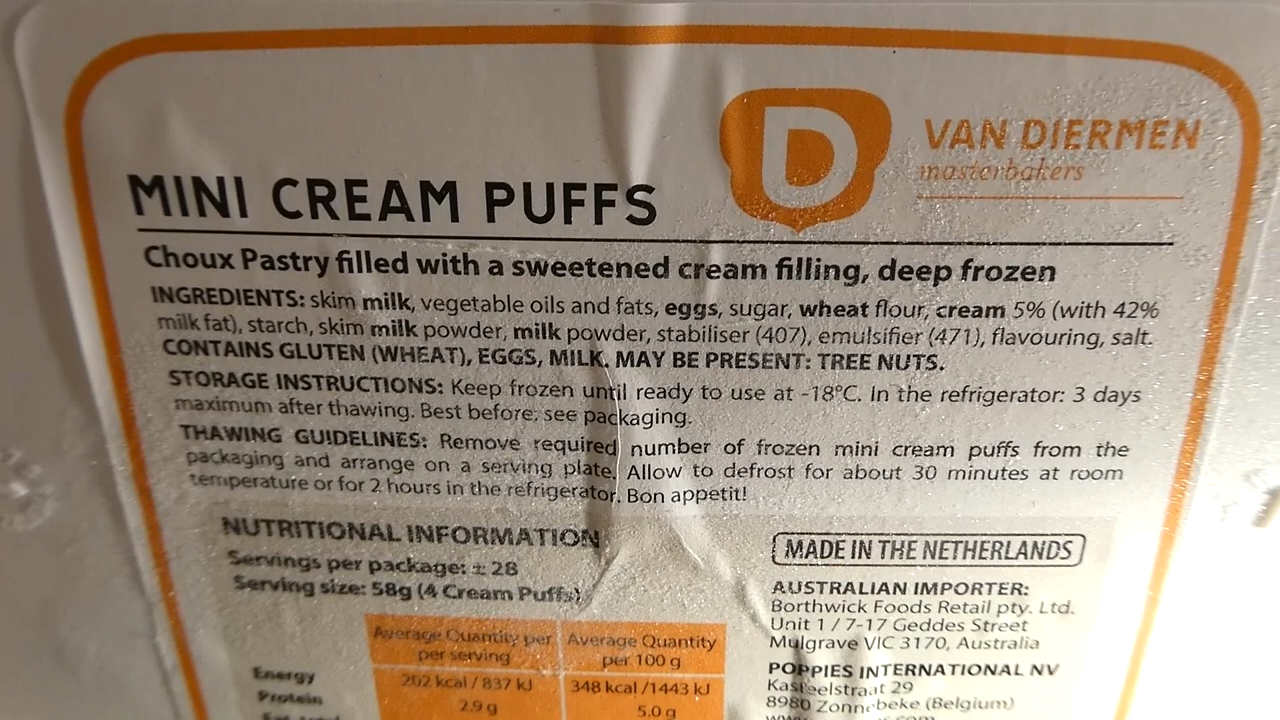 D
VAN DIERMEN
masterbakers
MINI CREAM PUFFS
Choux Pastry filled with a sweetened cream filling, deep frozen
INGREDIENTS: skim milk, vegetable oils and fats, eggs, sugar, wheat flour, cream 5% (with 42%
milk fat), starch, skim milk powder, milk powder, stabiliser (407), emulsifier (471), flavouring, salt.
CONTAINS GLUTEN (WHEAT), EGGS, MILK. MAY BE PRESENT: TREE NUTS.
STORAGE INSTRUCTIONS: Keep frozen until ready to use at -18°C. In the refrigerator: 3 days
maximum after thawing. Best before: see packaging.
THAWING GUIDELINES: Remove required number of frozen mini cream puffs from the
packaging and arrange on a serving plate. Allow to defrost for about 30 minutes at room
temperature or for 2 hours in the refrigerator. Bon appetit!
NUTRITIONAL INFORMATION
Servings per package: ± 28
Serving size: 58g (4 Cream Puffs)
Average Quantity per serving
Average Quantity per 100 g
Energy 202 kcal / 837 kJ 348 kcal /1443 kJ
Protein 2.9 g 5.0 g
MADE IN THE NETHERLANDS
AUSTRALIAN IMPORTER:
Borthwick Foods Retail pty. Ltd.
Unit 1 / 7-17 Geddes Street
Mulgrave VIC 3170, Australia
POPPIES INTERNATIONAL NV
Kasteelstraat 29
8980 Zonnebeke (Belgium)